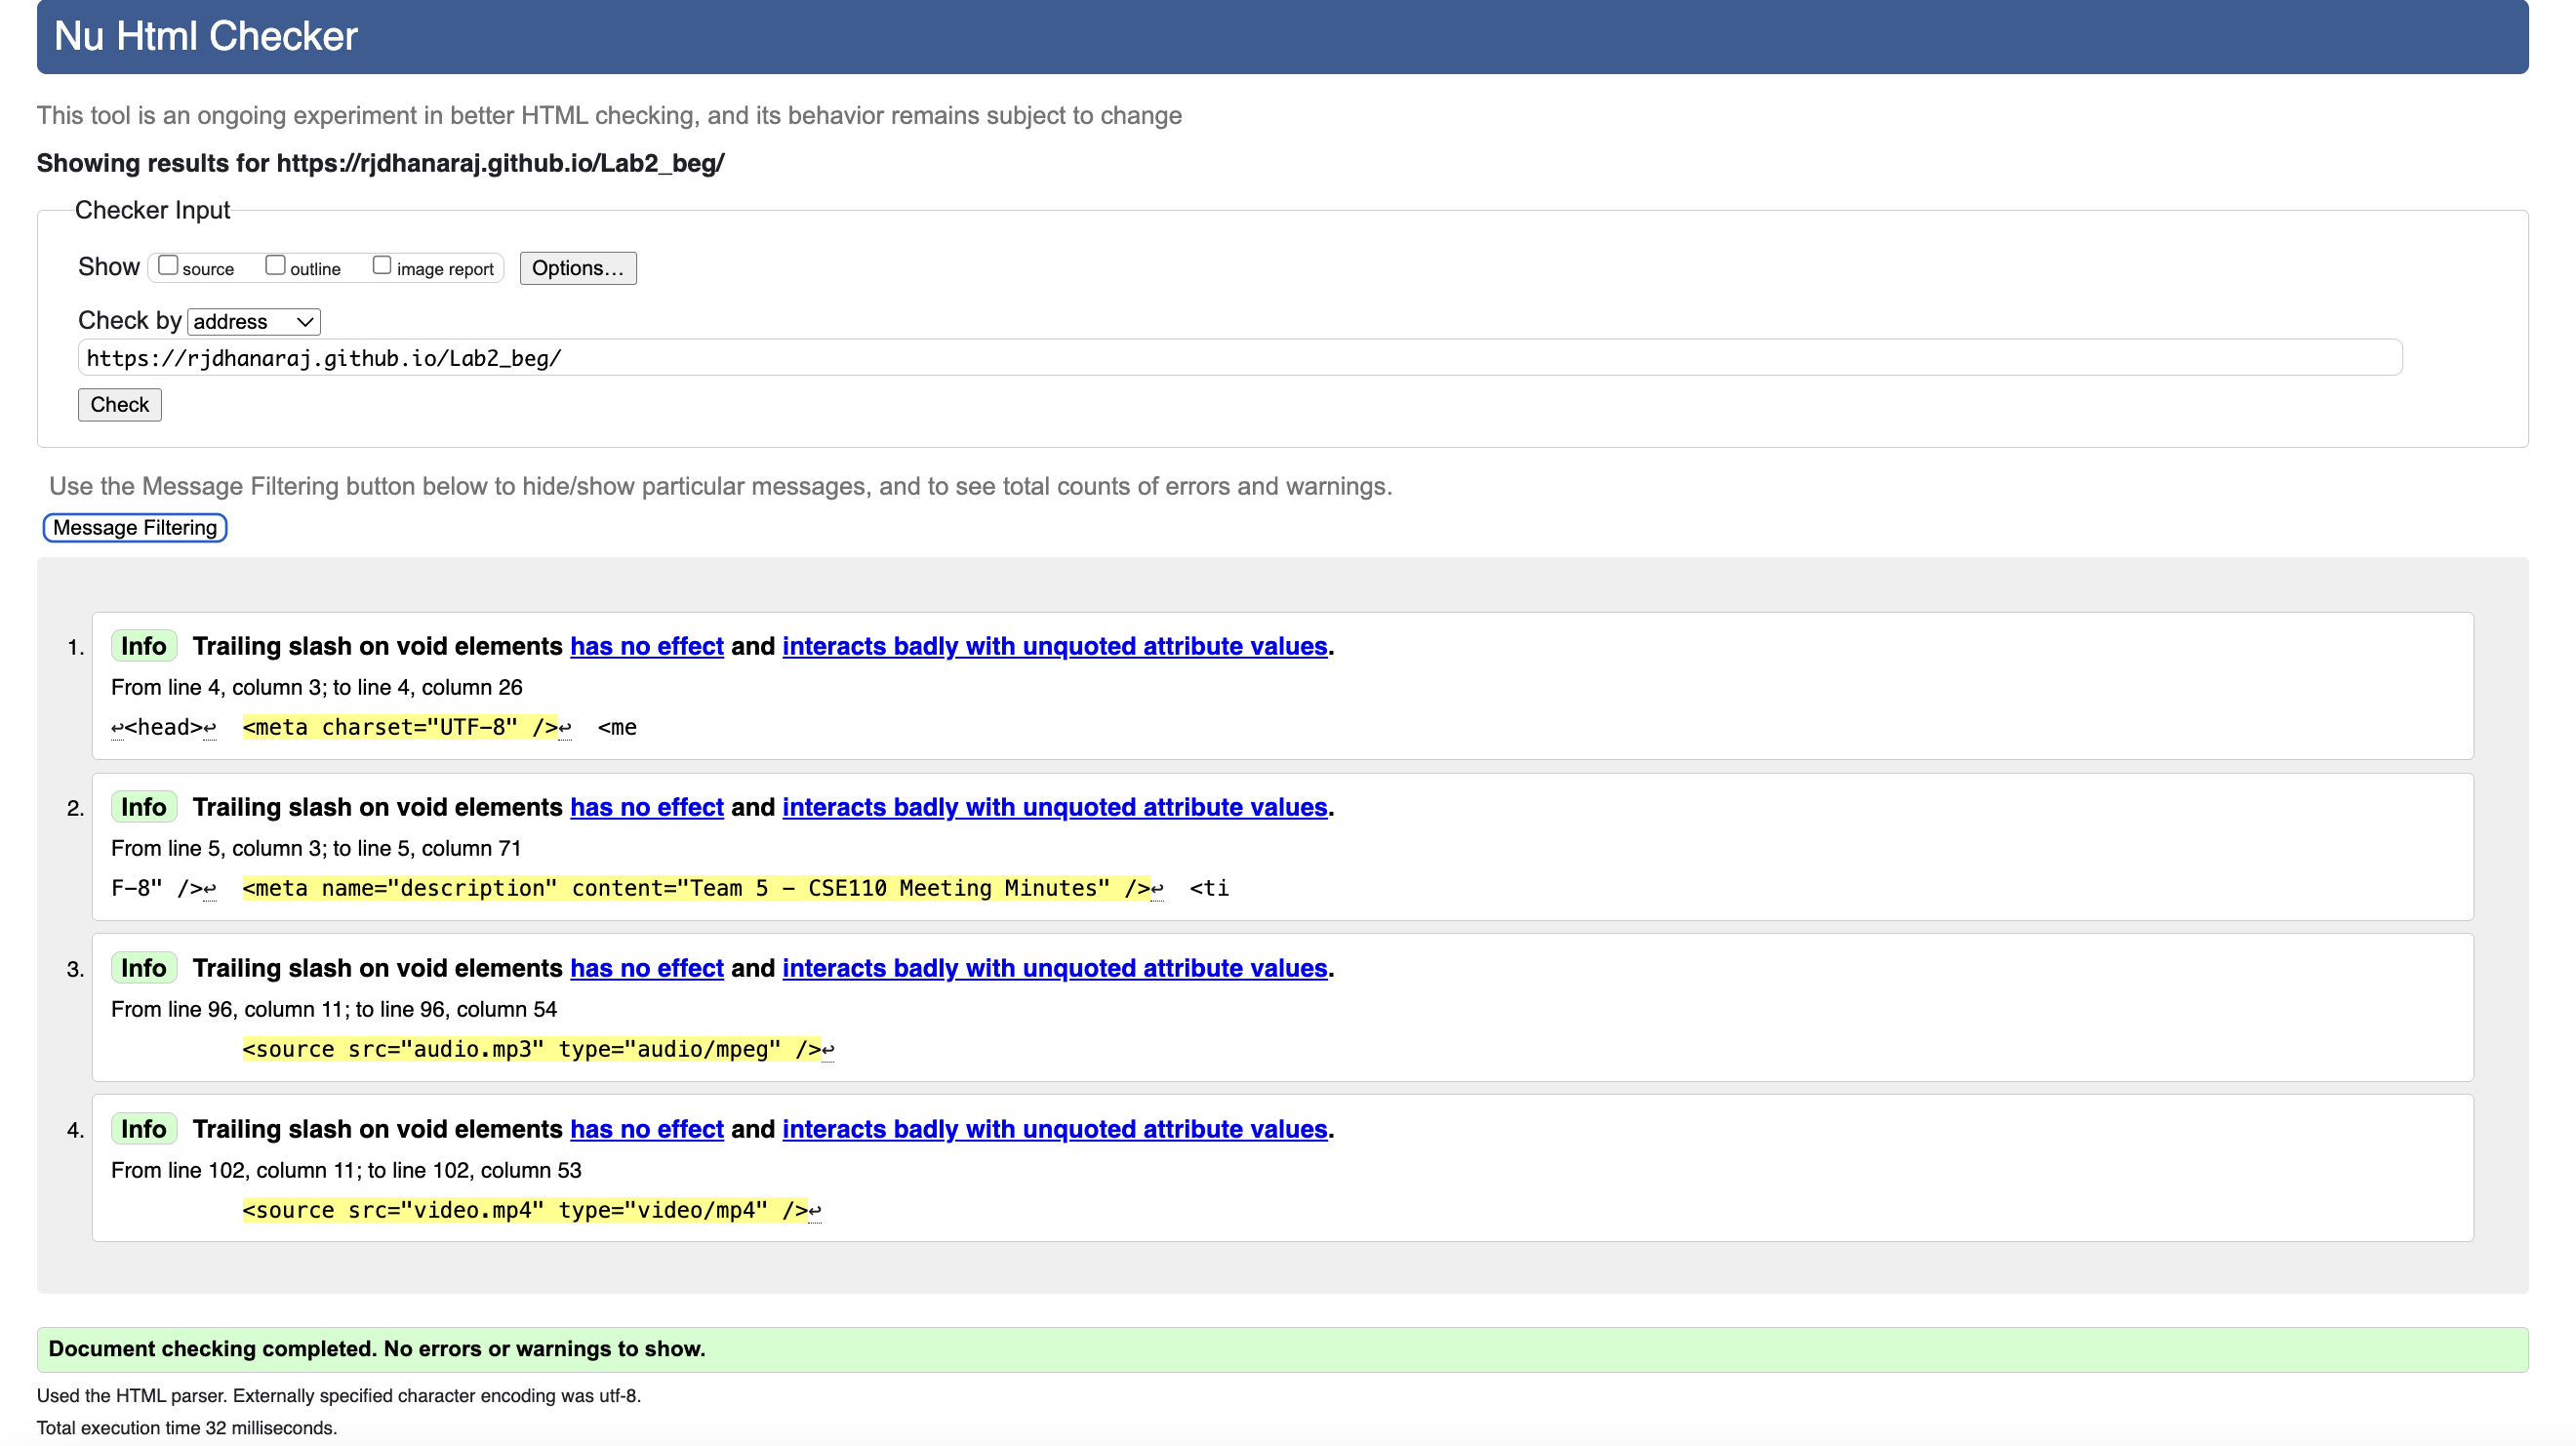 Nu Html Checker
This tool is an ongoing experiment in better HTML checking, and its behavior remains subject to change
Showing results for https://rjdhanaraj.github.io/Lab2_beg/
Checker Input
Show source outline image report Options...
Check by address
https://rjdhanaraj.github.io/Lab2_beg/
Check
Use the Message Filtering button below to hide/show particular messages, and to see total counts of errors and warnings.
Message Filtering
1. Info Trailing slash on void elements has no effect and interacts badly with unquoted attribute values.
From line 4, column 3; to line 4, column 26
↩<head>↩ <meta charset="UTF-8" />↩ <me
2. Info Trailing slash on void elements has no effect and interacts badly with unquoted attribute values.
From line 5, column 3; to line 5, column 71
F-8" />↩ <meta name="description" content="Team 5 - CSE110 Meeting Minutes" />↩ <ti
3. Info Trailing slash on void elements has no effect and interacts badly with unquoted attribute values.
From line 96, column 11; to line 96, column 54
<source src="audio.mp3" type="audio/mpeg" />↩
4. Info Trailing slash on void elements has no effect and interacts badly with unquoted attribute values.
From line 102, column 11; to line 102, column 53
<source src="video.mp4" type="video/mp4" />↩
Document checking completed. No errors or warnings to show.
Used the HTML parser. Externally specified character encoding was utf-8.
Total execution time 32 milliseconds.